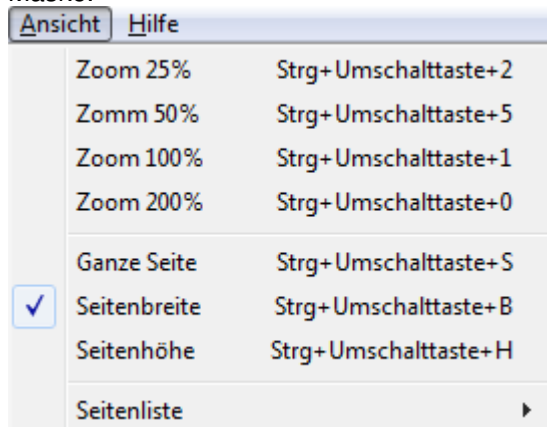 Ansicht Hilfe
Zoom 25% Strg+Umschalttaste+2
Zomm 50% Strg+Umschalttaste+5
Zoom 100% Strg+Umschalttaste+1
Zoom 200% Strg+Umschalttaste+0
Ganze Seite Strg+Umschalttaste+S
Seitenbreite Strg+Umschalttaste+B
Seitenhöhe Strg+Umschalttaste+H
Seitenliste